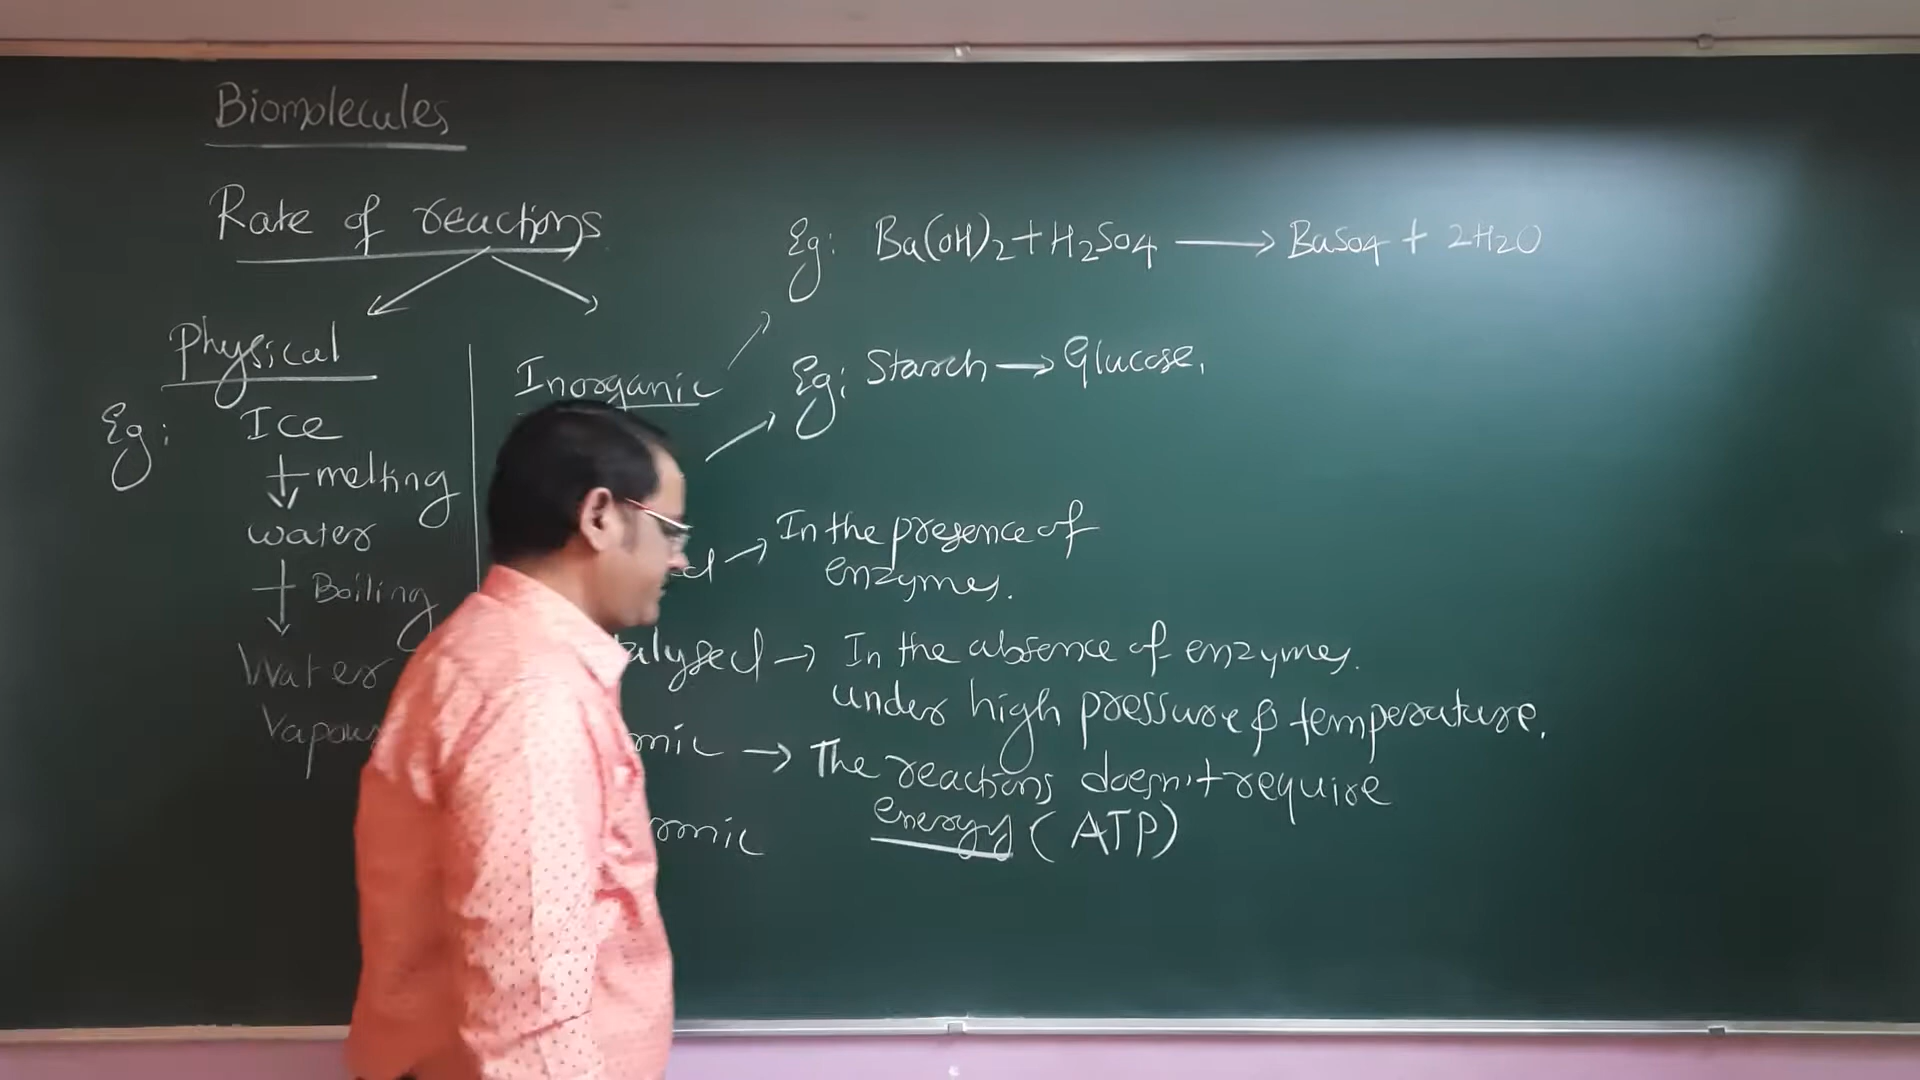 Biomolecules
Rate of reactions
Physical
Eg: Ice
melting
water
Boiling
Water
Vapour
Inorganic
Eg: Ba(OH)2 + H2SO4 → BaSO4 + 2H2O
Eg: Starch → Glucose.
→ In the presence of
enzymes.
→ In the absence of enzymes.
under high pressure & temperature.
→ The reactions doesn't require
energy (ATP)